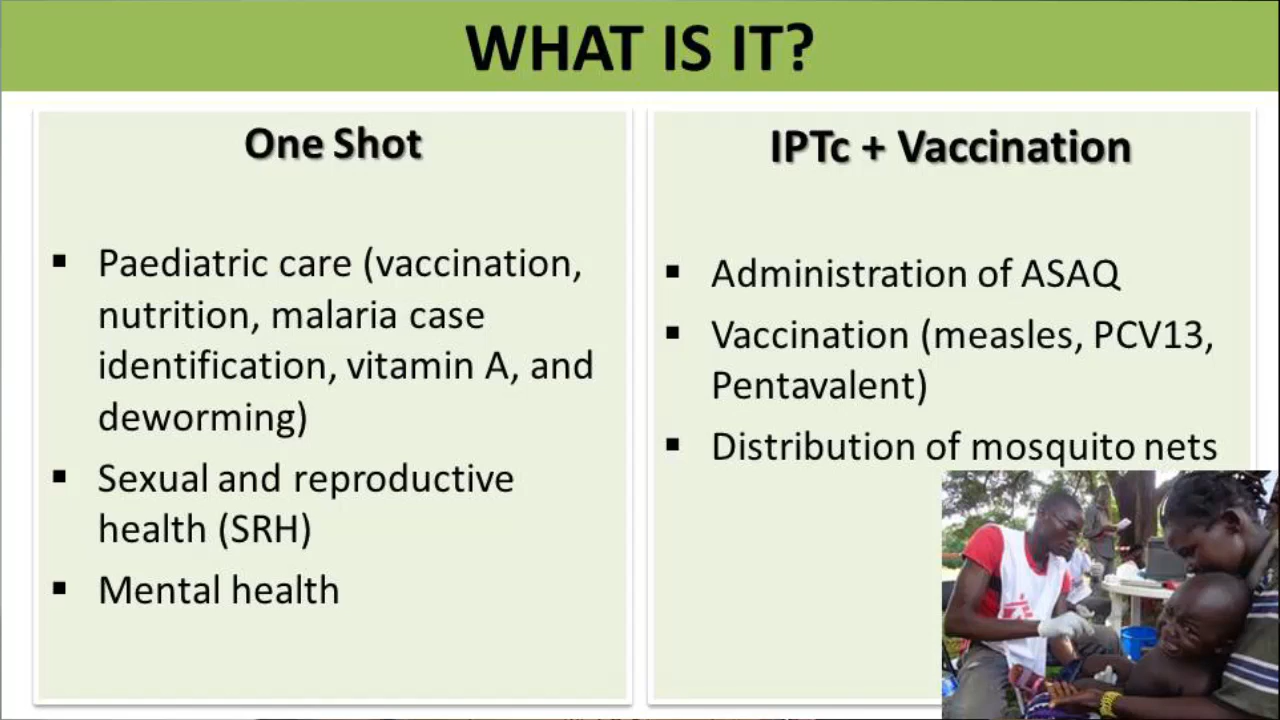 WHAT IS IT?
One Shot
▪ Paediatric care (vaccination,
nutrition, malaria case
identification, vitamin A, and
deworming)
▪ Sexual and reproductive
health (SRH)
▪ Mental health
IPTc + Vaccination
▪ Administration of ASAQ
▪ Vaccination (measles, PCV13,
Pentavalent)
▪ Distribution of mosquito nets